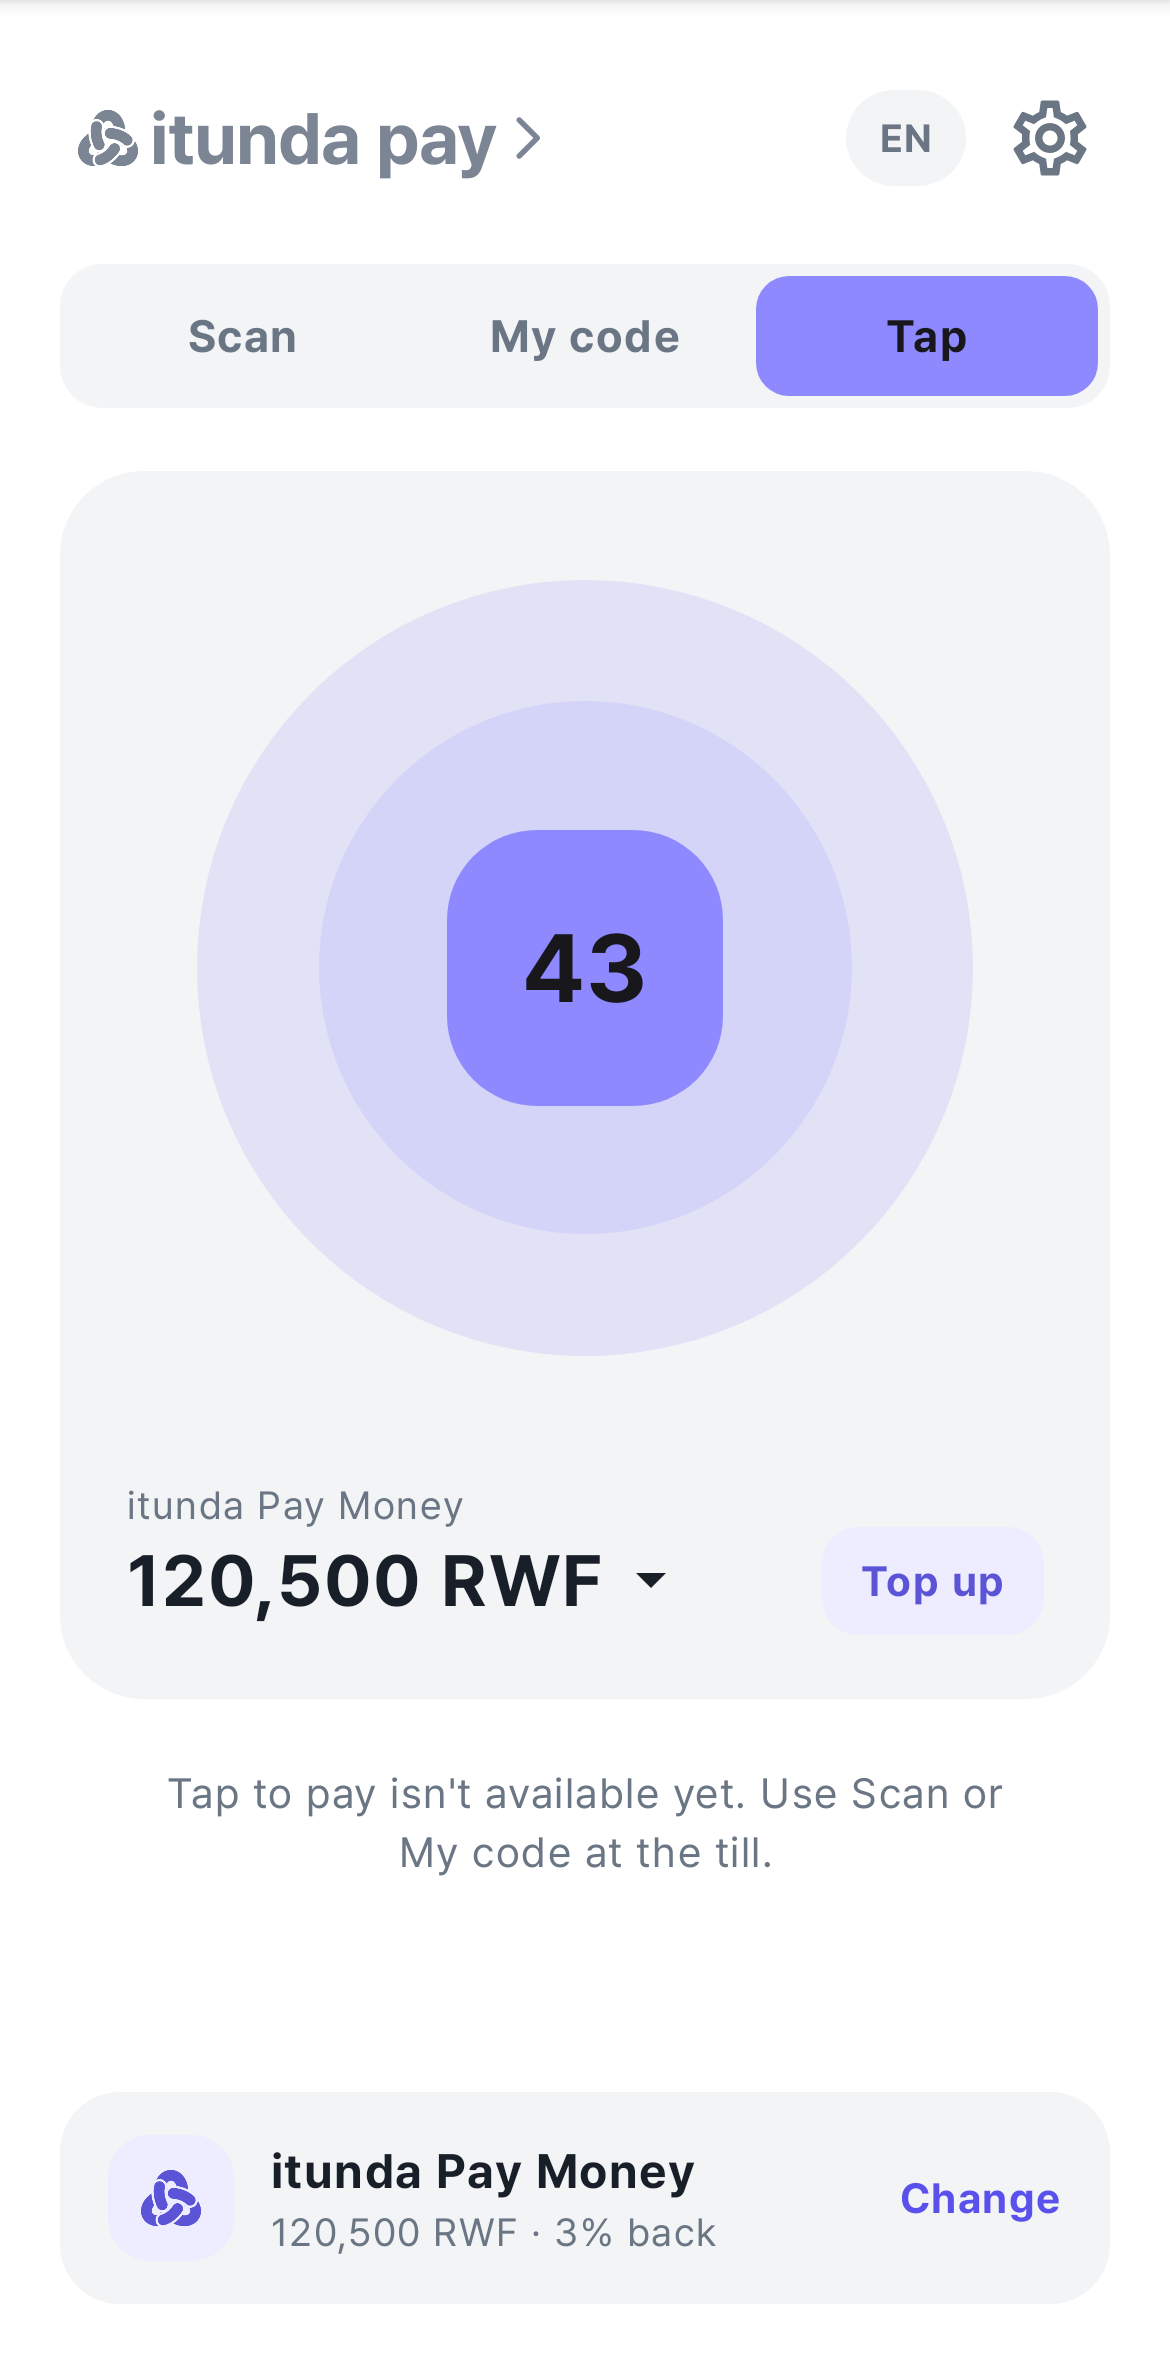 itunda pay
EN
Scan
My code
Tap
43
itunda Pay Money
120,500 RWF
Top up
Tap to pay isn't available yet. Use Scan or
My code at the till.
itunda Pay Money
120,500 RWF · 3% back
Change